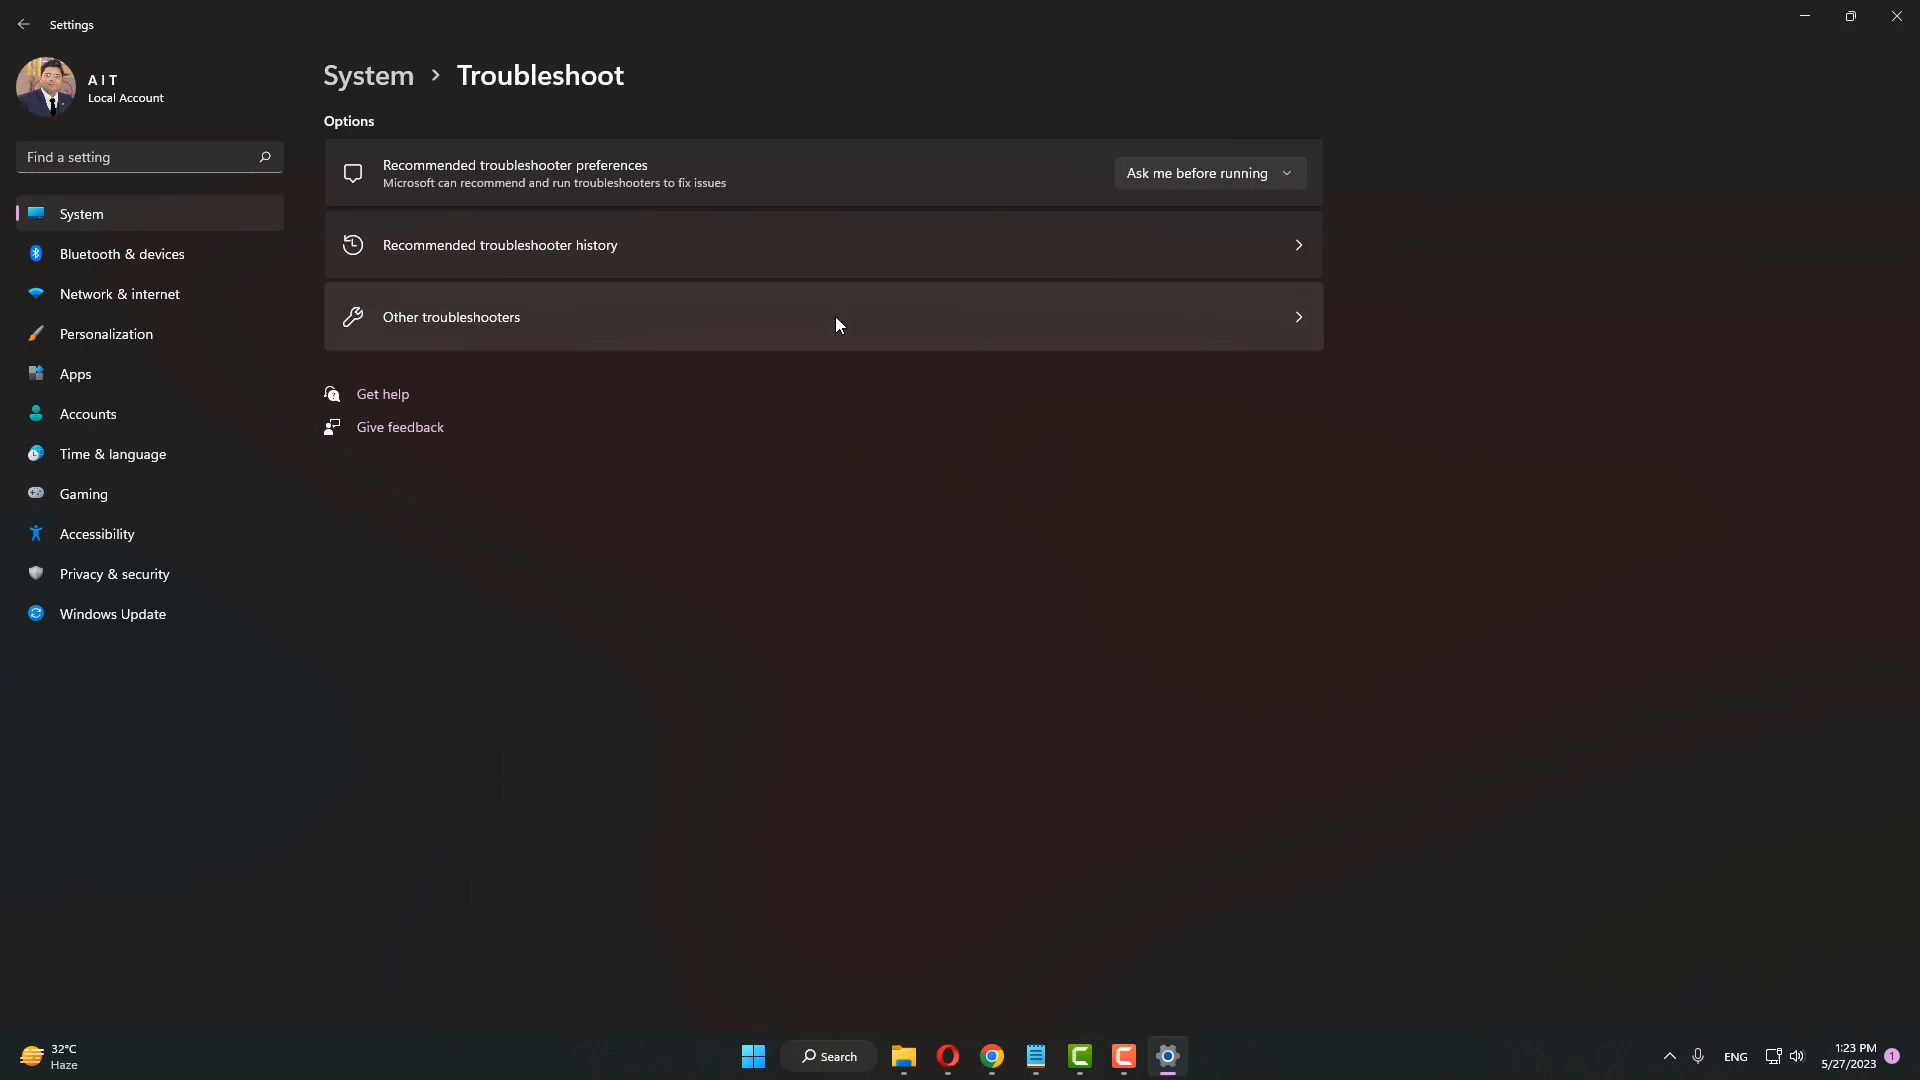 Settings
A I T
Local Account
Find a setting
System
Bluetooth & devices
Network & internet
Personalization
Apps
Accounts
Time & language
Gaming
Accessibility
Privacy & security
Windows Update
System > Troubleshoot
Options
Recommended troubleshooter preferences
Microsoft can recommend and run troubleshooters to fix issues
Ask me before running
Recommended troubleshooter history
Other troubleshooters
Get help
Give feedback
32°C
Haze
Search
ENG
1:23 PM
5/27/2023
1